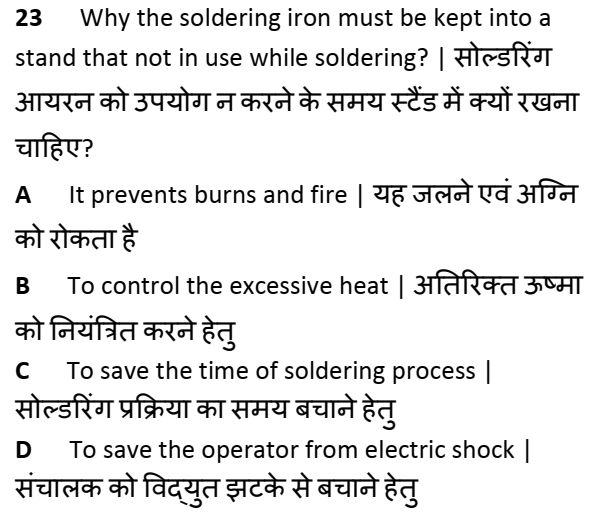 23 Why the soldering iron must be kept into a
stand that not in use while soldering? | सोल्डरिंग
आयरन को उपयोग न करने के समय स्टैंड में क्यों रखना
चाहिए?
A It prevents burns and fire | यह जलने एवं अग्नि
को रोकता है
B To control the excessive heat | अतिरिक्त ऊष्मा
को नियंत्रित करने हेतु
C To save the time of soldering process |
सोल्डरिंग प्रक्रिया का समय बचाने हेतु
D To save the operator from electric shock |
संचालक को विद्युत झटके से बचाने हेतु